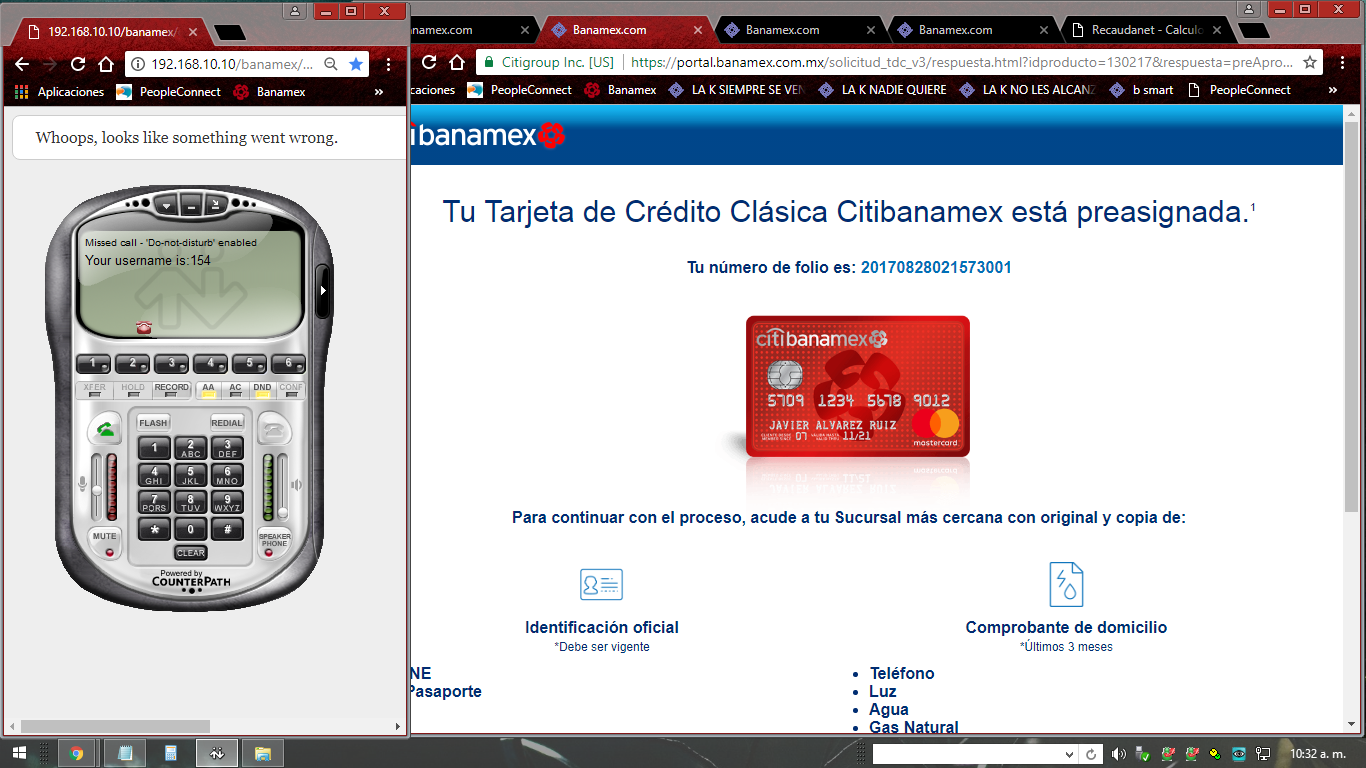 192.168.10.10/banamex/
192.168.10.10/banamex/...
Aplicaciones
PeopleConnect
Banamex
»
Whoops, looks like something went wrong.
Missed call - 'Do-not-disturb' enabled
Your username is:154
1 2 3 4 5 6
XFER HOLD RECORD AA AC DND CONF
FLASH REDIAL
1 2 ABC 3 DEF
4 GHI 5 JKL 6 MNO
7 PQRS 8 TUV 9 WXYZ
* 0 #
MUTE
SPEAKER PHONE
CLEAR
Powered by
COUNTERPATH
namex.com
Banamex.com
Banamex.com
Banamex.com
Recaudanet - Calculo
Citigroup Inc. [US]
https://portal.banamex.com.mx/solicitud_tdc_v3/respuesta.html?idproducto=130217&respuesta=preApro...
caciones
PeopleConnect
Banamex
LA K SIEMPRE SE VEN
LA K NADIE QUIERE
LA K NO LES ALCANZ
b smart
PeopleConnect
»
ibanamex
Tu Tarjeta de Crédito Clásica Citibanamex está preasignada.1
Tu número de folio es: 20170828021573001
citibanamex
5709 1234 5678 9012
JAVIER ALVAREZ RUIZ
07
11/21
mastercard
Para continuar con el proceso, acude a tu Sucursal más cercana con original y copia de:
Identificación oficial
*Debe ser vigente
NE
Pasaporte
Comprobante de domicilio
*Últimos 3 meses
• Teléfono
• Luz
• Agua
• Gas Natural
10:32 a. m.